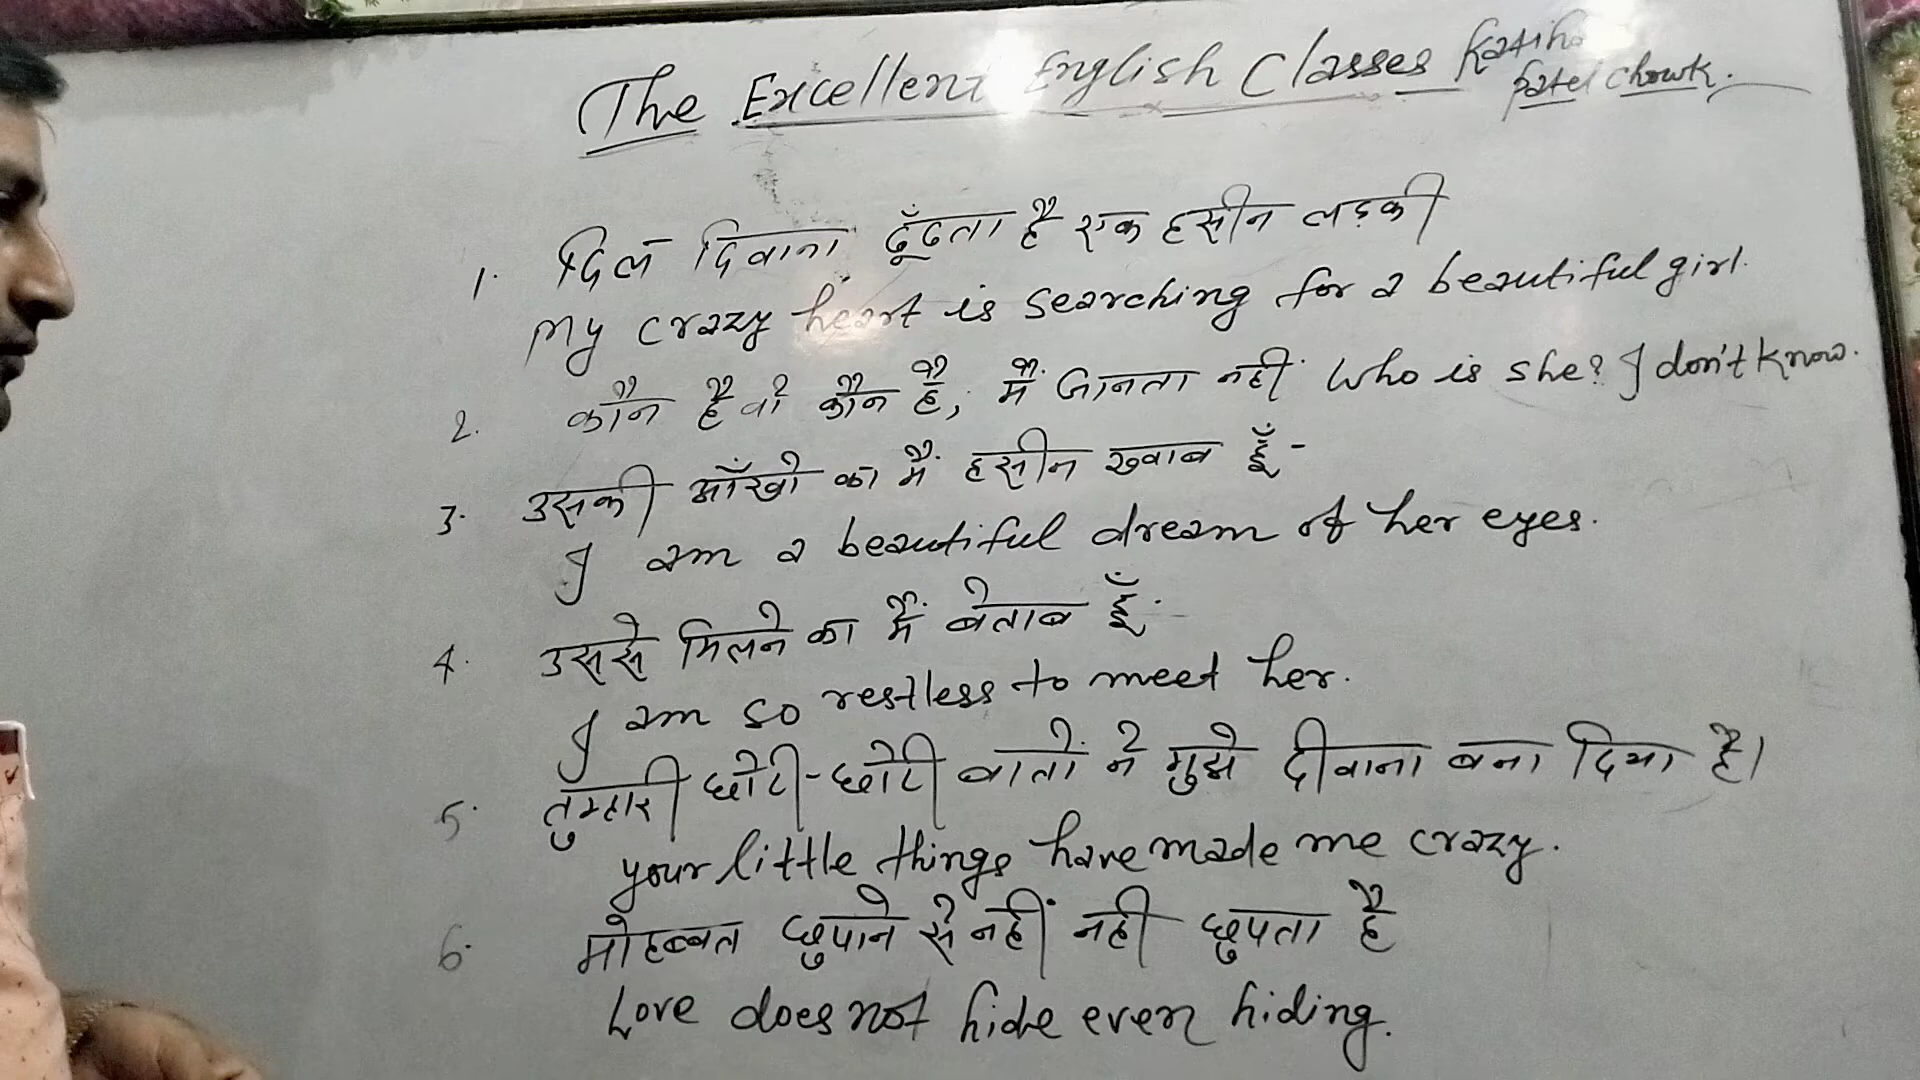 The Excellent English Classes Katiha
Patel Chowk.
1. दिल दिवाना ढूँढता है एक हसीन लड़की
My crazy heart is searching for a beautiful girl.
2. कौन है वो कौन है, मैं जानता नहीं Who is she? I don't know.
3. उसकी आँखो का मैं हसीन ख्वाब हूँ-
I am a beautiful dream of her eyes.
4. उससे मिलने का मैं बेताब हूँ.
I am so restless to meet her.
5. तुम्हारी छोटी-छोटी बातों ने मुझे दीवाना बना दिया है।
your little things have made me crazy.
6. मोहब्बत छुपाने से नहीं नही छुपता है
Love does not hide even hiding.